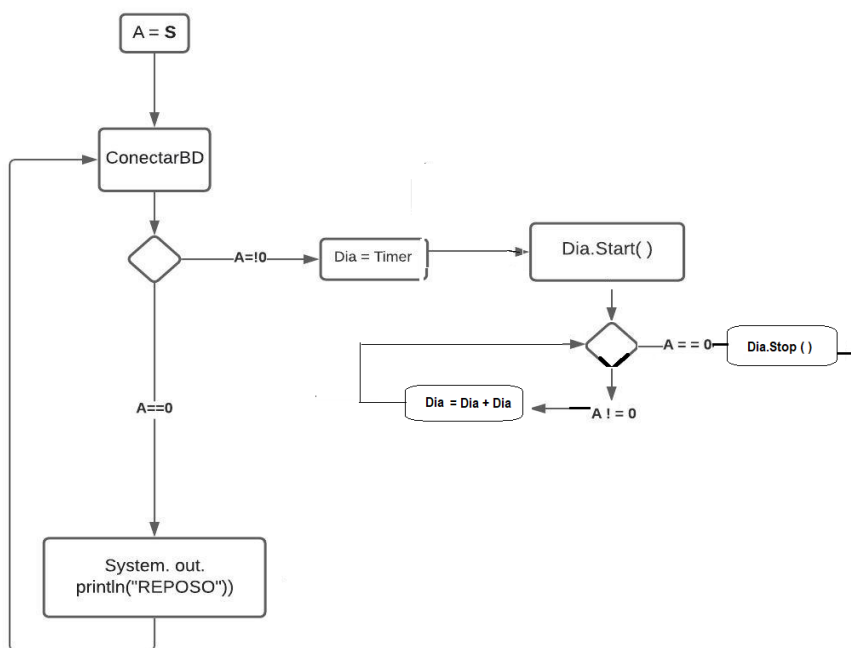 A = S
ConectarBD
A=!0
Dia = Timer
Dia.Start( )
A = = 0
Dia.Stop ( )
Dia = Dia + Dia
A ! = 0
A==0
System. out.
println("REPOSO"))